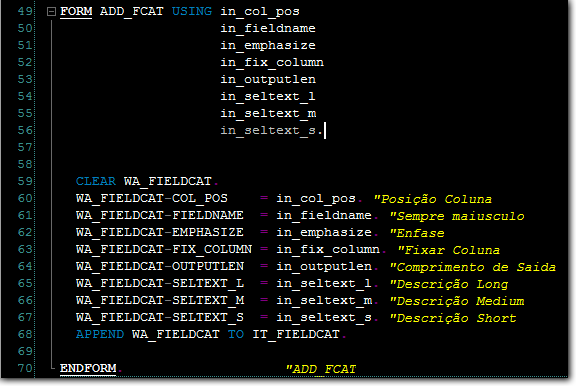 49 FORM ADD_FCAT USING in_col_pos
50 in_fieldname
51 in_emphasize
52 in_fix_column
53 in_outputlen
54 in_seltext_l
55 in_seltext_m
56 in_seltext_s.
57
58
59 CLEAR WA_FIELDCAT.
60 WA_FIELDCAT-COL_POS = in_col_pos. "Posição Coluna
61 WA_FIELDCAT-FIELDNAME = in_fieldname. "Sempre maiusculo
62 WA_FIELDCAT-EMPHASIZE = in_emphasize. "Enfase
63 WA_FIELDCAT-FIX_COLUMN = in_fix_column. "Fixar Coluna
64 WA_FIELDCAT-OUTPUTLEN = in_outputlen. "Comprimento de Saida
65 WA_FIELDCAT-SELTEXT_L = in_seltext_l. "Descrição Long
66 WA_FIELDCAT-SELTEXT_M = in_seltext_m. "Descrição Medium
67 WA_FIELDCAT-SELTEXT_S = in_seltext_s. "Descrição Short
68 APPEND WA_FIELDCAT TO IT_FIELDCAT.
69
70 ENDFORM. "ADD_FCAT